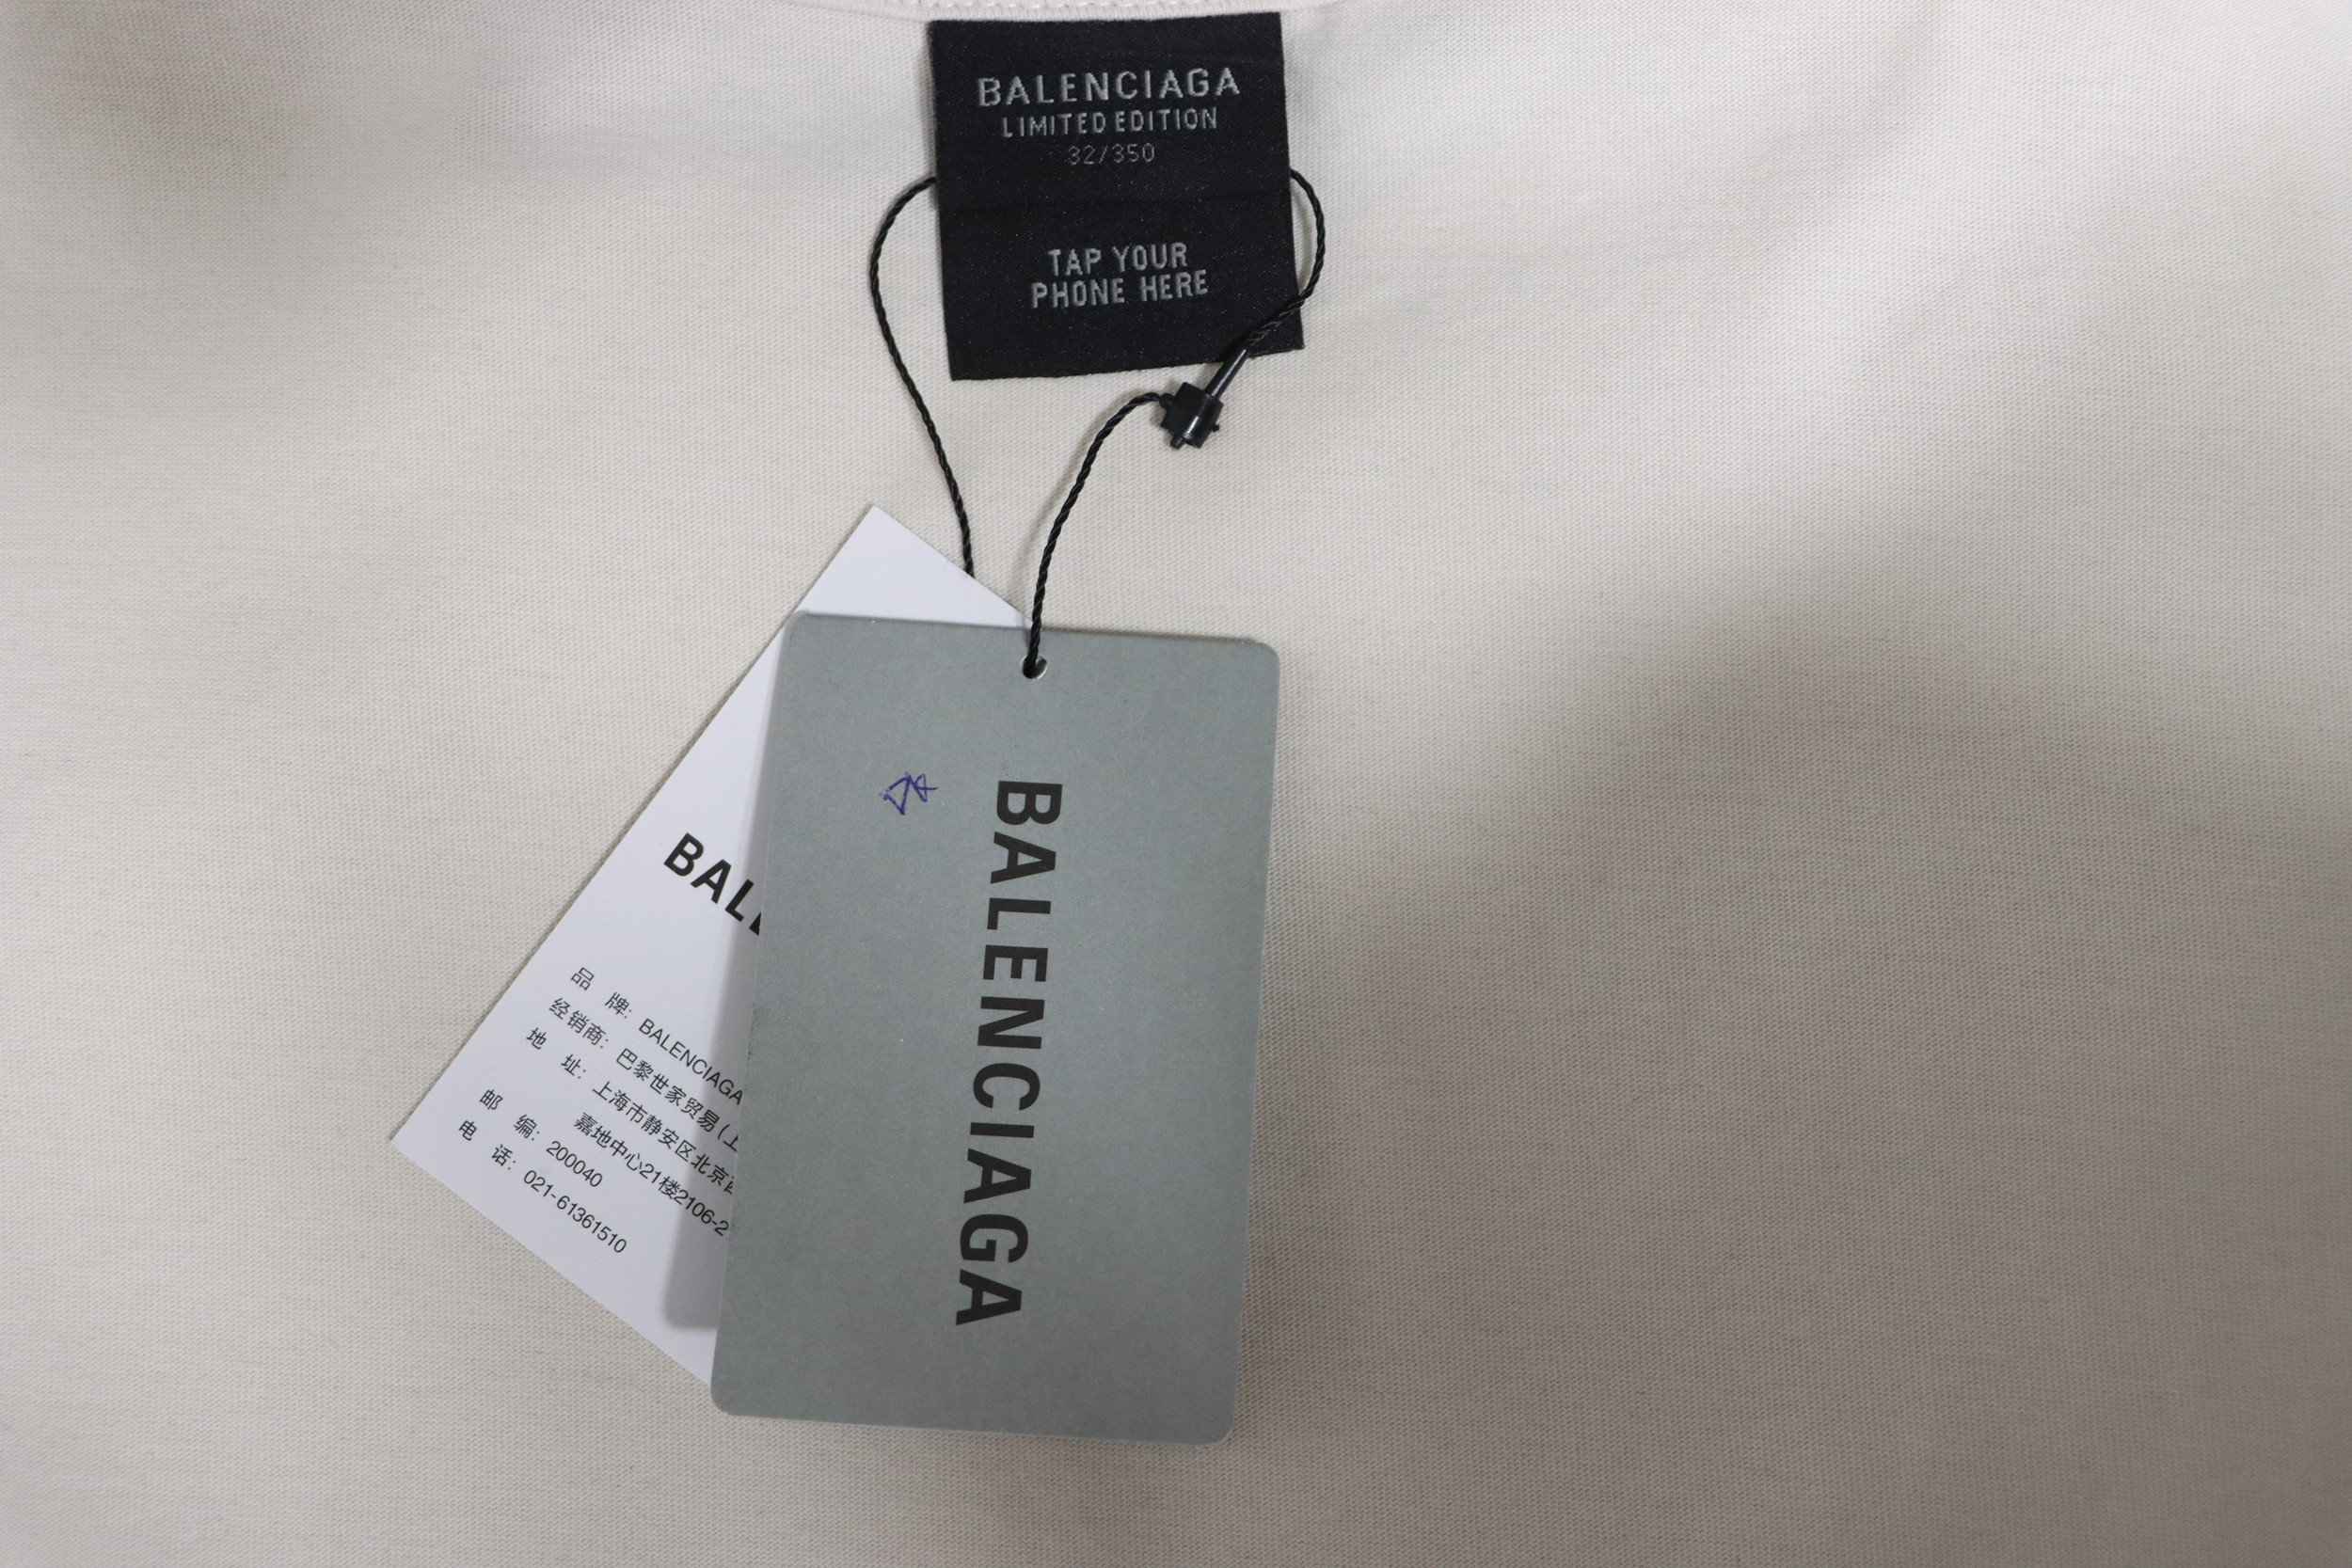 BALENCIAGA
LIMITED EDITION
32/350
TAP YOUR
PHONE HERE
BALENCIAGA
BALE
品 牌: BALENCIAGA
经销商: 巴黎世家贸易(上
地 址: 上海市静安区北京西
嘉地中心21楼2106-2
邮 编: 200040
电 话: 021-61361510